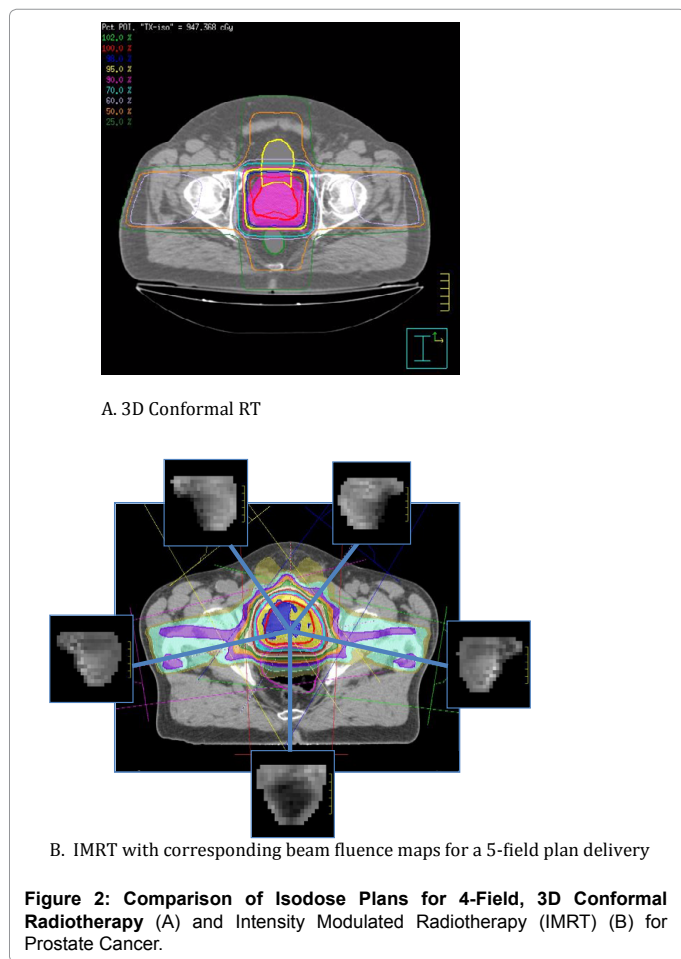 Pct POI, "TX-iso" = 947.368 cGy
102.0 %
100.0 %
98.0 %
95.0 %
90.0 %
70.0 %
60.0 %
50.0 %
25.0 %
A. 3D Conformal RT
B. IMRT with corresponding beam fluence maps for a 5-field plan delivery
Figure 2: Comparison of Isodose Plans for 4-Field, 3D Conformal
Radiotherapy (A) and Intensity Modulated Radiotherapy (IMRT) (B) for
Prostate Cancer.